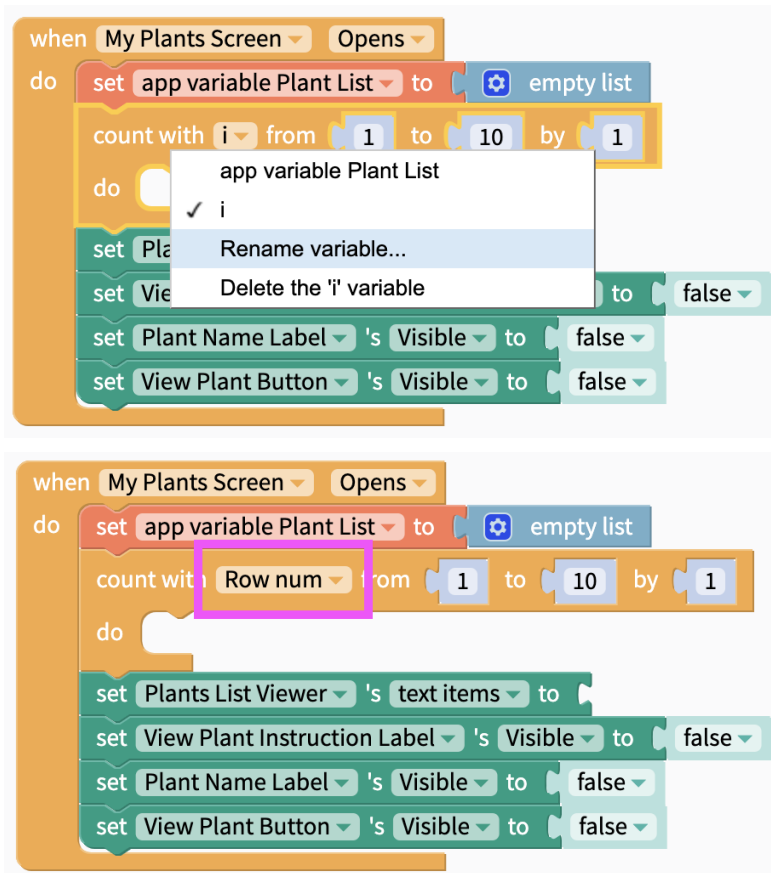 when My Plants Screen Opens
do set app variable Plant List to empty list
count with i from 1 to 10 by 1
app variable Plant List
do
✓ i
Rename variable...
set Pla
Delete the 'i' variable
set Vie to false
set Plant Name Label 's Visible to false
set View Plant Button 's Visible to false
when My Plants Screen Opens
do set app variable Plant List to empty list
count with Row num from 1 to 10 by 1
do
set Plants List Viewer 's text items to
set View Plant Instruction Label 's Visible to false
set Plant Name Label 's Visible to false
set View Plant Button 's Visible to false